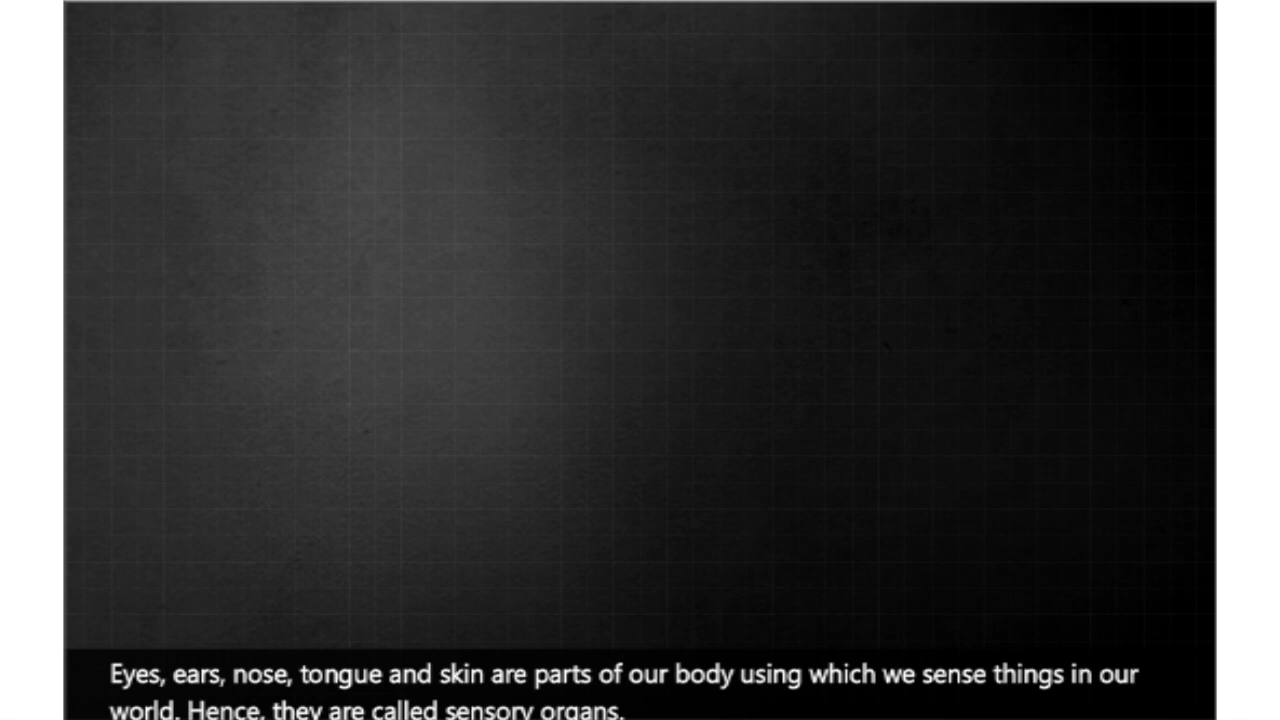 Eyes, ears, nose, tongue and skin are parts of our body using which we sense things in our
world. Hence, they are called sensory organs.